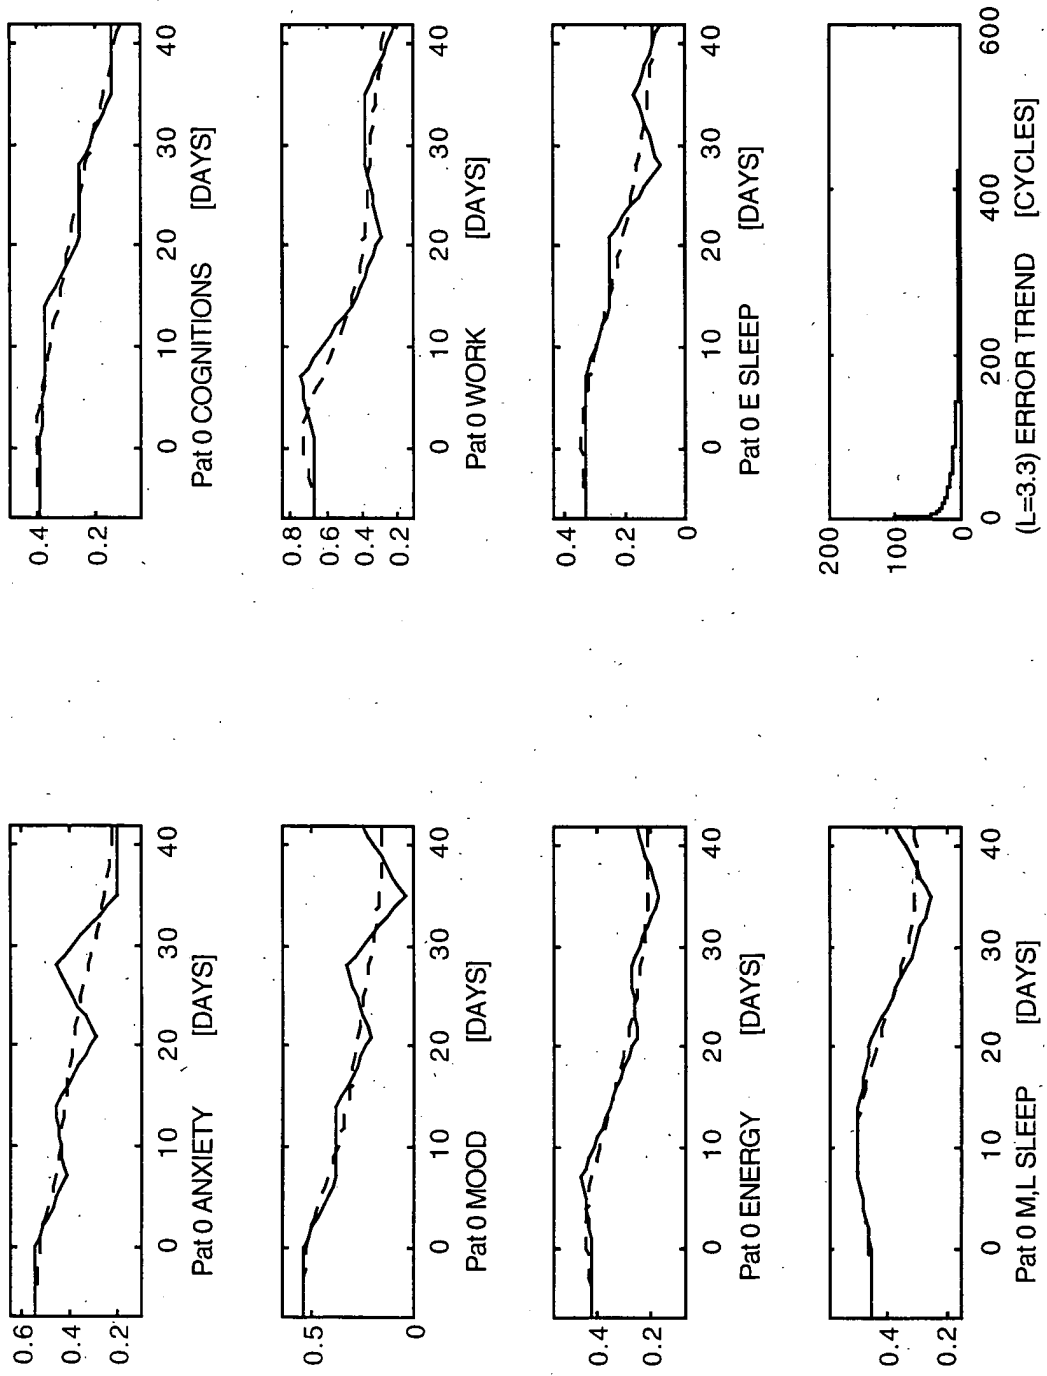 0.6
0.4
0.2
0 10 20 30 40
Pat 0 ANXIETY [DAYS]
0.4
0.2
0 10 20 30 40
Pat 0 COGNITIONS [DAYS]
0.5
0
0 10 20 30 40
Pat 0 MOOD [DAYS]
0.8
0.6
0.4
0.2
0 10 20 30 40
Pat 0 WORK [DAYS]
0.4
0.2
0 10 20 30 40
Pat 0 ENERGY [DAYS]
0.4
0.2
0
0 10 20 30 40
Pat 0 E SLEEP [DAYS]
0.4
0.2
0 10 20 30 40
Pat 0 M,L SLEEP [DAYS]
200
100
0
0 200 400 600
(L=3.3) ERROR TREND [CYCLES]